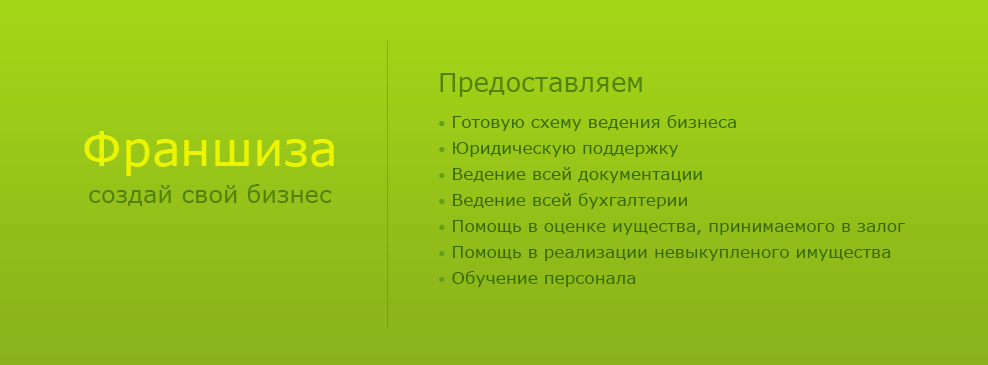 Франшиза
создай свой бизнес
Предоставляем
• Готовую схему ведения бизнеса
• Юридическую поддержку
• Ведение всей документации
• Ведение всей бухгалтерии
• Помощь в оценке иущества, принимаемого в залог
• Помощь в реализации невыкупленого имущества
• Обучение персонала